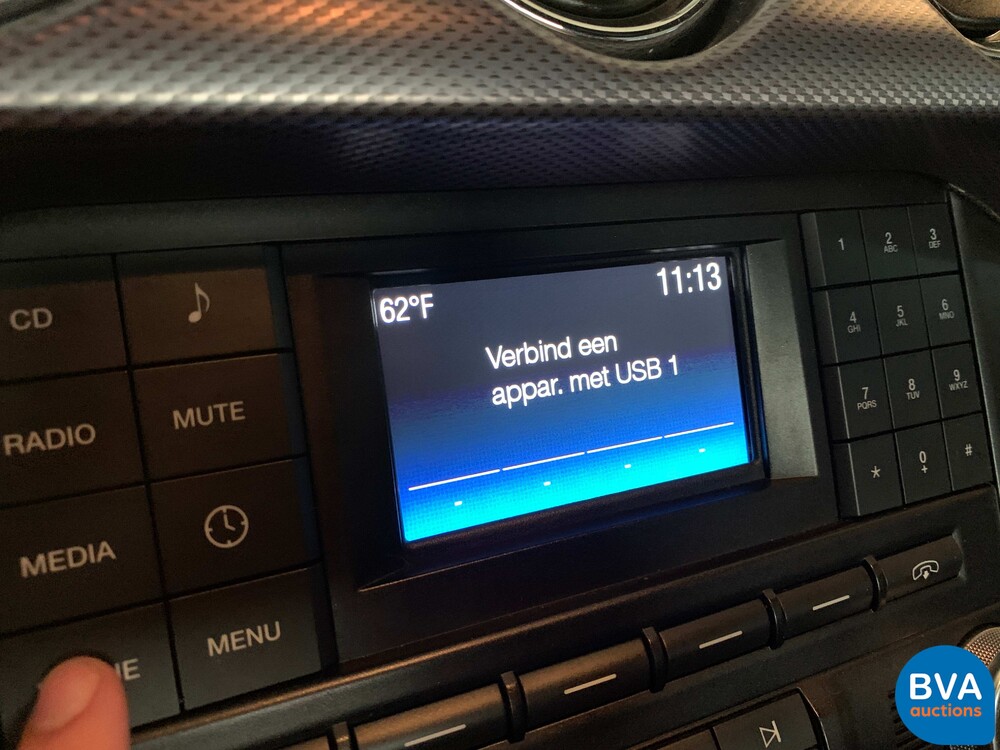 62°F
11:13
Verbind een
appar. met USB 1
CD
RADIO
MUTE
MEDIA
MENU
NE
1
2
ABC
3
DEF
4
GHI
5
JKL
6
MNO
7
PQRS
8
TUV
9
WXYZ
*
0
+
#
BVA
auctions